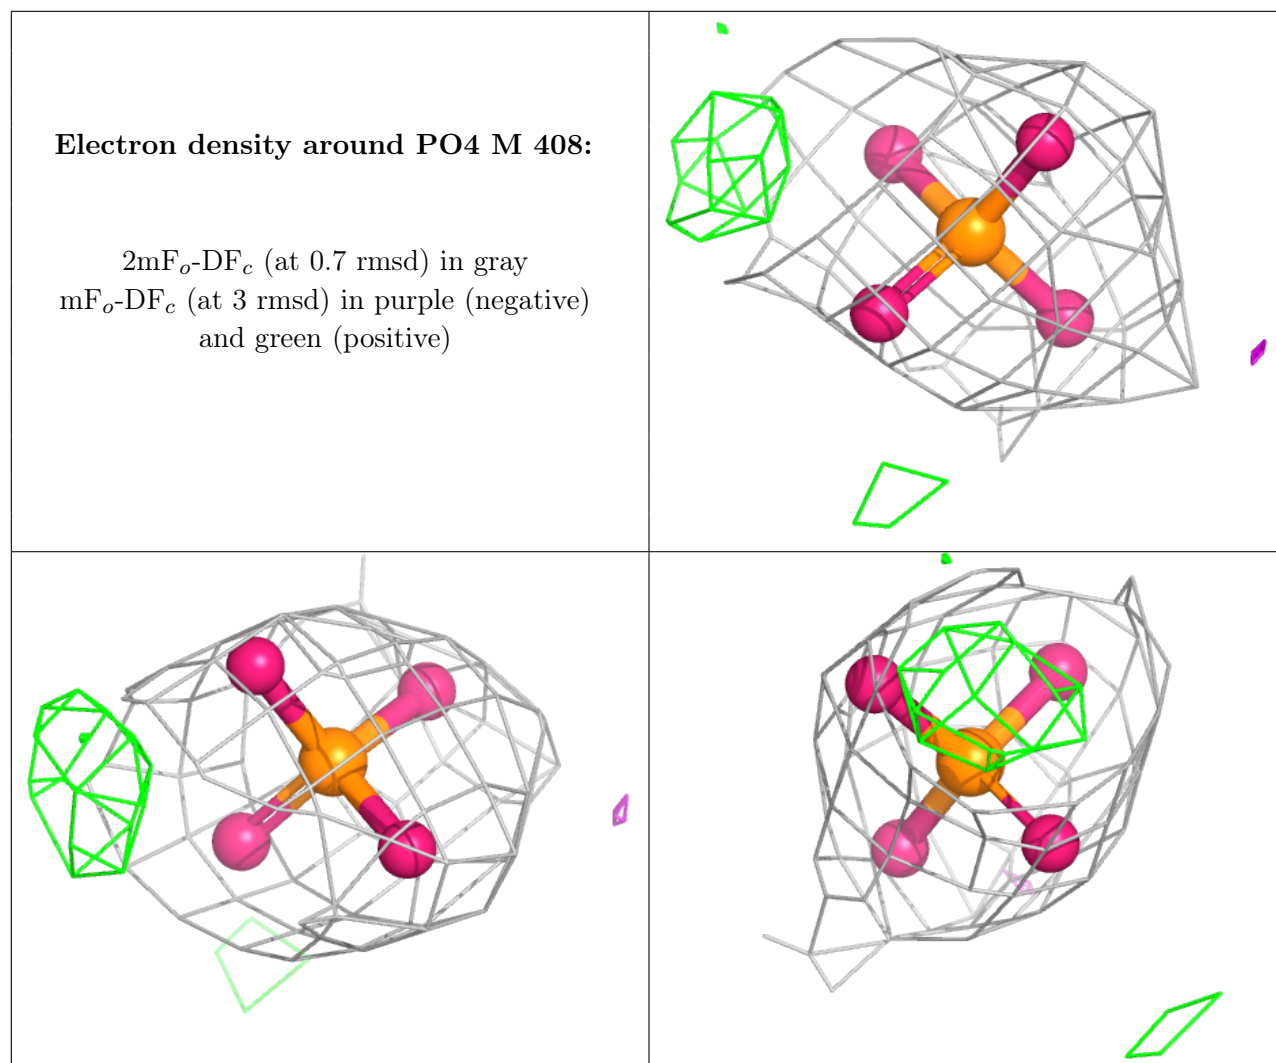 Electron density around PO4 M 408:
2mFo-DFc (at 0.7 rmsd) in gray
mFo-DFc (at 3 rmsd) in purple (negative)
and green (positive)